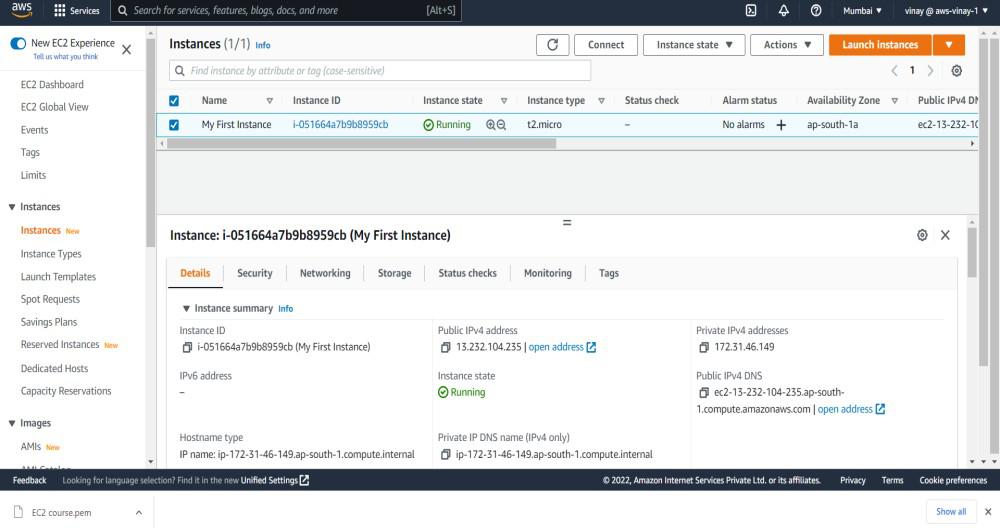 aws
Services
Search for services, features, blogs, docs, and more
[Alt+S]
Mumbai ▼
vinay @ aws-vinay-1 ▼
New EC2 Experience
Tell us what you think
EC2 Dashboard
EC2 Global View
Events
Tags
Limits
▼ Instances
Instances New
Instance Types
Launch Templates
Spot Requests
Savings Plans
Reserved Instances New
Dedicated Hosts
Capacity Reservations
▼ Images
AMIs New
AMI Catalog
Instances (1/1) Info
Connect
Instance state ▼
Actions ▼
Launch instances ▼
Find instance by attribute or tag (case-sensitive)
1
Name Instance ID Instance state Instance type Status check Alarm status Availability Zone Public IPv4 DN
My First Instance i-051664a7b9b8959cb Running t2.micro – No alarms + ap-south-1a ec2-13-232-10
Instance: i-051664a7b9b8959cb (My First Instance)
Details Security Networking Storage Status checks Monitoring Tags
▼ Instance summary Info
Instance ID
i-051664a7b9b8959cb (My First Instance)
Public IPv4 address
13.232.104.235 | open address
Private IPv4 addresses
172.31.46.149
IPv6 address
–
Instance state
Running
Public IPv4 DNS
ec2-13-232-104-235.ap-south-
1.compute.amazonaws.com | open address
Hostname type
IP name: ip-172-31-46-149.ap-south-1.compute.internal
Private IP DNS name (IPv4 only)
ip-172-31-46-149.ap-south-1.compute.internal
Feedback Looking for language selection? Find it in the new Unified Settings
© 2022, Amazon Internet Services Private Ltd. or its affiliates. Privacy Terms Cookie preferences
EC2 course.pem
Show all